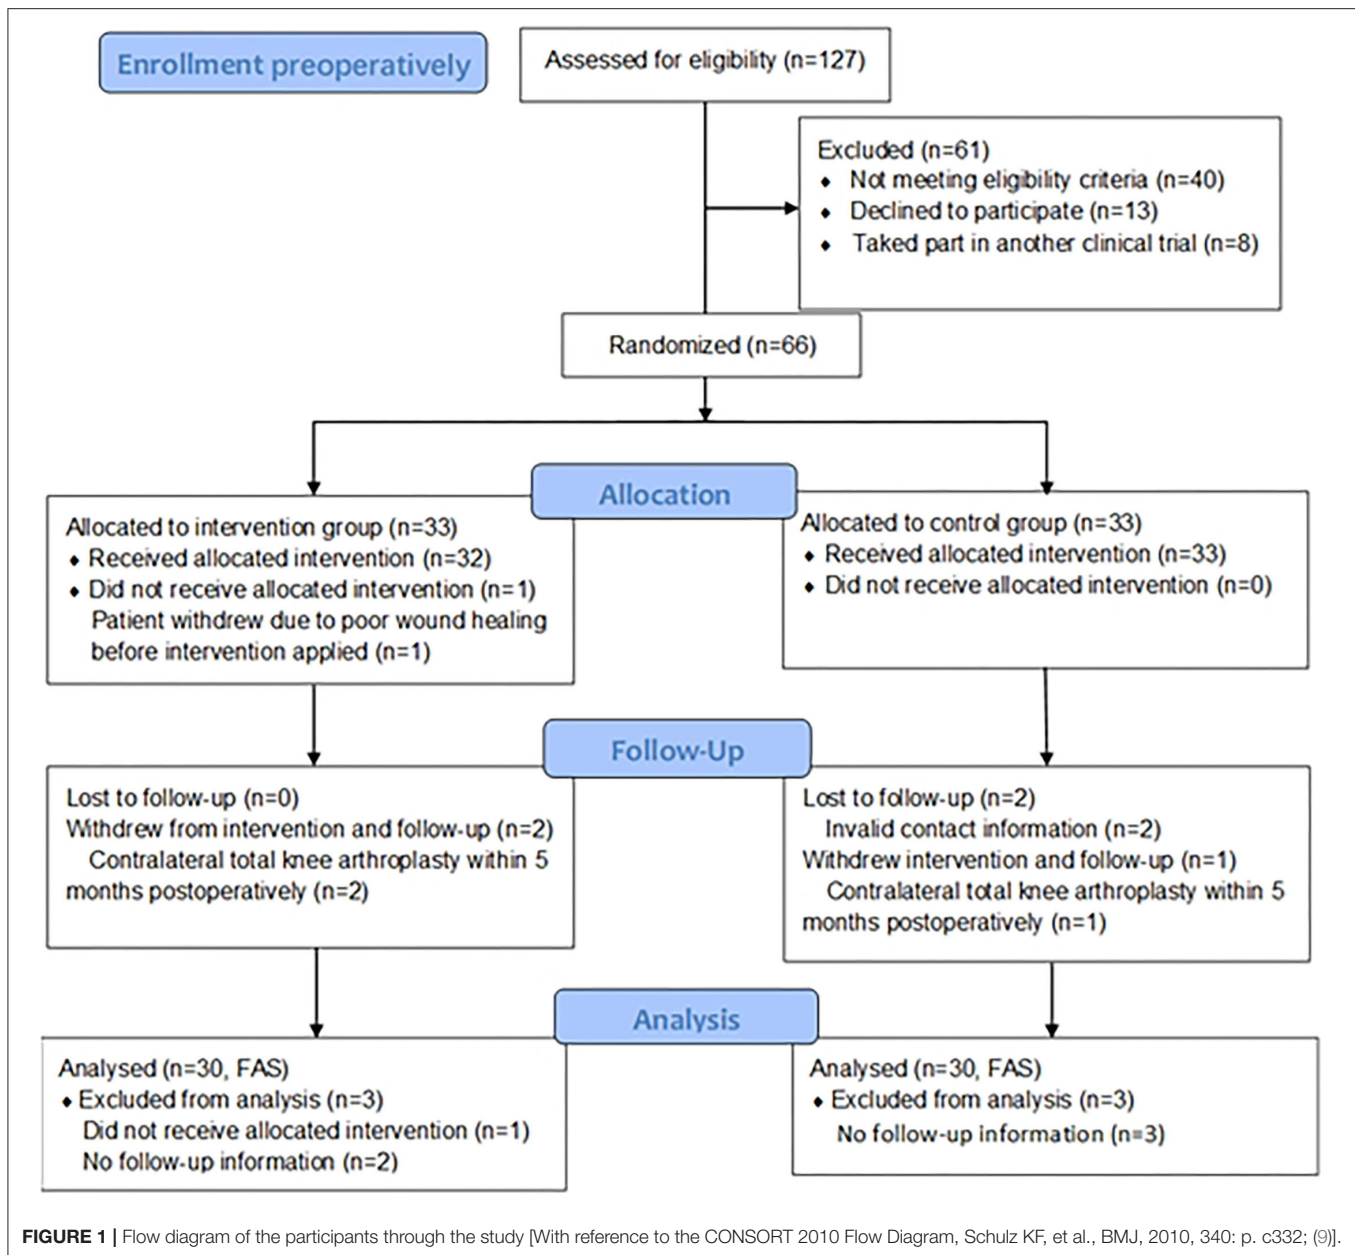 Enrollment preoperatively
Assessed for eligibility (n=127)
Excluded (n=61)
♦ Not meeting eligibility criteria (n=40)
♦ Declined to participate (n=13)
♦ Taked part in another clinical trial (n=8)
Randomized (n=66)
Allocation
Allocated to intervention group (n=33)
♦ Received allocated intervention (n=32)
♦ Did not receive allocated intervention (n=1)
Patient withdrew due to poor wound healing
before intervention applied (n=1)
Allocated to control group (n=33)
♦ Received allocated intervention (n=33)
♦ Did not receive allocated intervention (n=0)
Follow-Up
Lost to follow-up (n=0)
Withdrew from intervention and follow-up (n=2)
Contralateral total knee arthroplasty within 5
months postoperatively (n=2)
Lost to follow-up (n=2)
Invalid contact information (n=2)
Withdrew intervention and follow-up (n=1)
Contralateral total knee arthroplasty within 5
months postoperatively (n=1)
Analysis
Analysed (n=30, FAS)
♦ Excluded from analysis (n=3)
Did not receive allocated intervention (n=1)
No follow-up information (n=2)
Analysed (n=30, FAS)
♦ Excluded from analysis (n=3)
No follow-up information (n=3)
FIGURE 1 | Flow diagram of the participants through the study [With reference to the CONSORT 2010 Flow Diagram, Schulz KF, et al., BMJ, 2010, 340: p. c332; (9)].